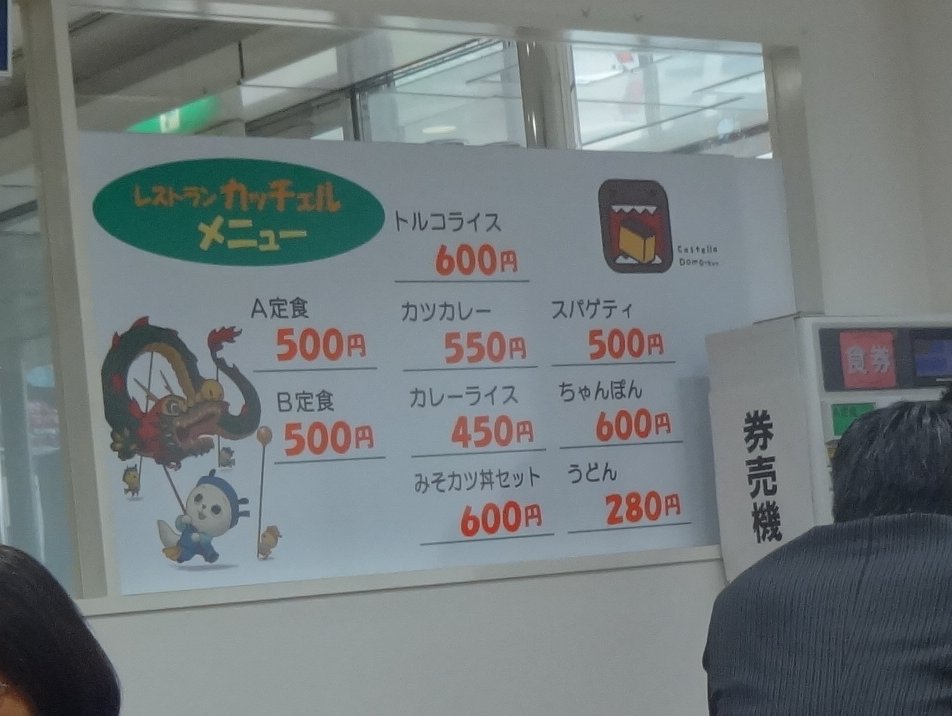 レストラン カッチェル
メニュー
トルコライス
600円
Castella
Domo-kun
A定食
500円
カツカレー
550円
スパゲティ
500円
B定食
500円
カレーライス
450円
ちゃんぽん
600円
みそカツ丼セット
600円
うどん
280円
食券
券売機